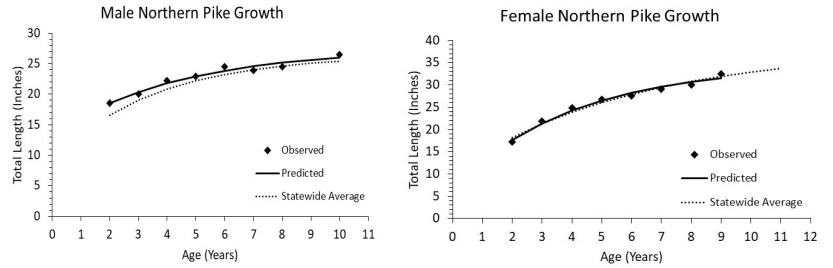 Male Northern Pike Growth
30
25
20
15
10
5
0
Total Length (Inches)
Observed
Predicted
Statewide Average
0 1 2 3 4 5 6 7 8 9 10 11
Age (Years)
Female Northern Pike Growth
40
35
30
25
20
15
10
5
0
Total Length (Inches)
Observed
Predicted
Statewide Average
0 1 2 3 4 5 6 7 8 9 10 11 12
Age (Years)